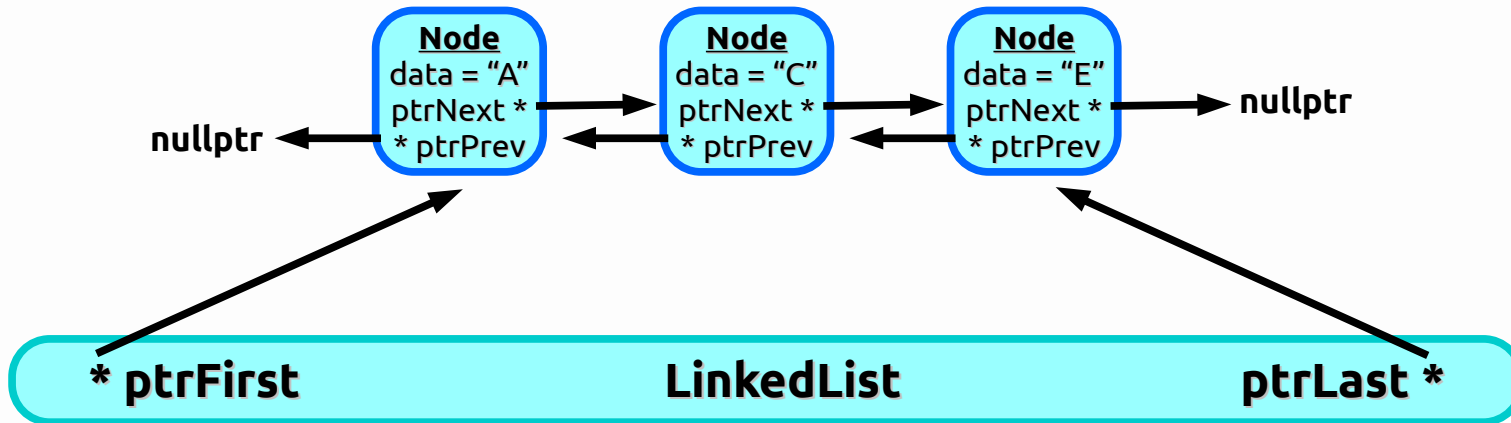 Node
data = “A”
ptrNext *
* ptrPrev
Node
data = “C”
ptrNext *
* ptrPrev
Node
data = “E”
ptrNext *
* ptrPrev
nullptr
nullptr
* ptrFirst
LinkedList
ptrLast *